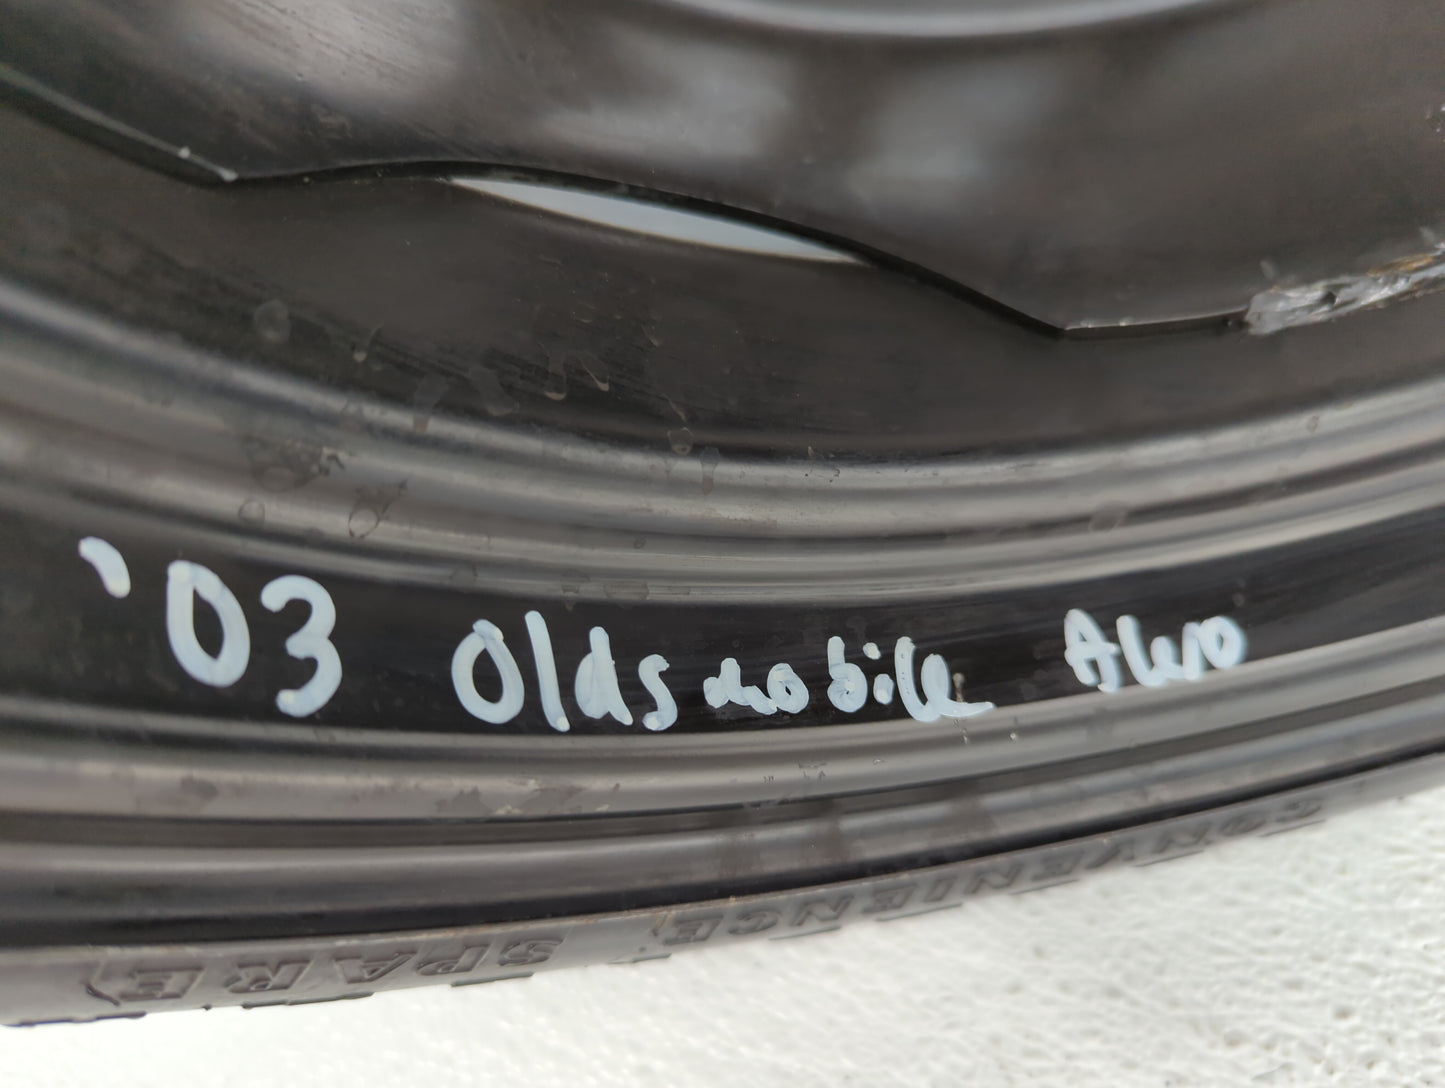 '03 Oldsmobile Alero
CONVENIENCE SPARE